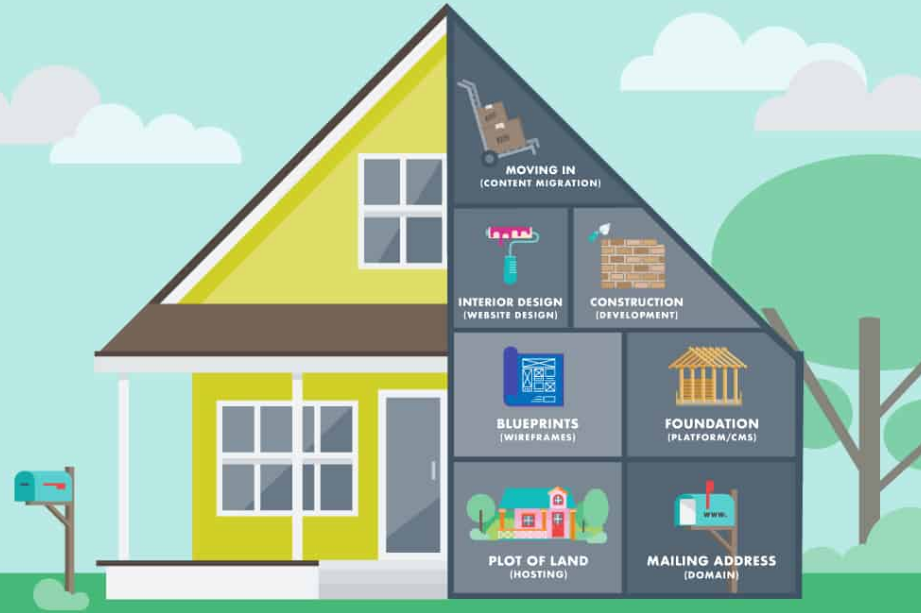 MOVING IN
(CONTENT MIGRATION)
INTERIOR DESIGN
(WEBSITE DESIGN)
CONSTRUCTION
(DEVELOPMENT)
BLUEPRINTS
(WIREFRAMES)
FOUNDATION
(PLATFORM/CMS)
www.
PLOT OF LAND
(HOSTING)
MAILING ADDRESS
(DOMAIN)